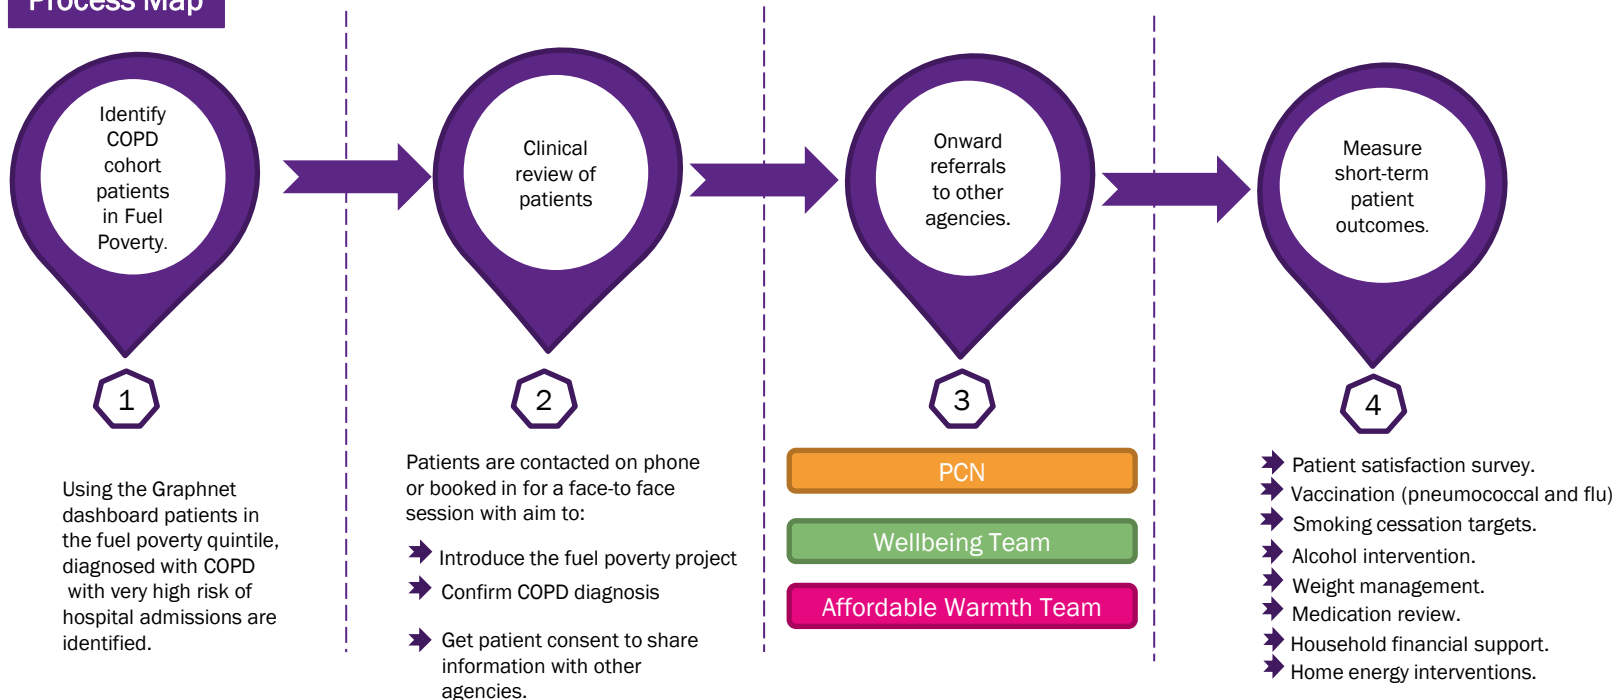 Process Map
Identify
COPD
cohort
patients
in Fuel
Poverty.
Clinical
review of
patients
Onward
referrals
to other
agencies.
Measure
short-term
patient
outcomes.
1
2
3
4
Using the Graphnet
dashboard patients in
the fuel poverty quintile,
diagnosed with COPD
with very high risk of
hospital admissions are
identified.
Patients are contacted on phone
or booked in for a face-to face
session with aim to:
Introduce the fuel poverty project
Confirm COPD diagnosis
Get patient consent to share
information with other
agencies.
PCN
Wellbeing Team
Affordable Warmth Team
Patient satisfaction survey.
Vaccination (pneumococcal and flu)
Smoking cessation targets.
Alcohol intervention.
Weight management.
Medication review.
Household financial support.
Home energy interventions.